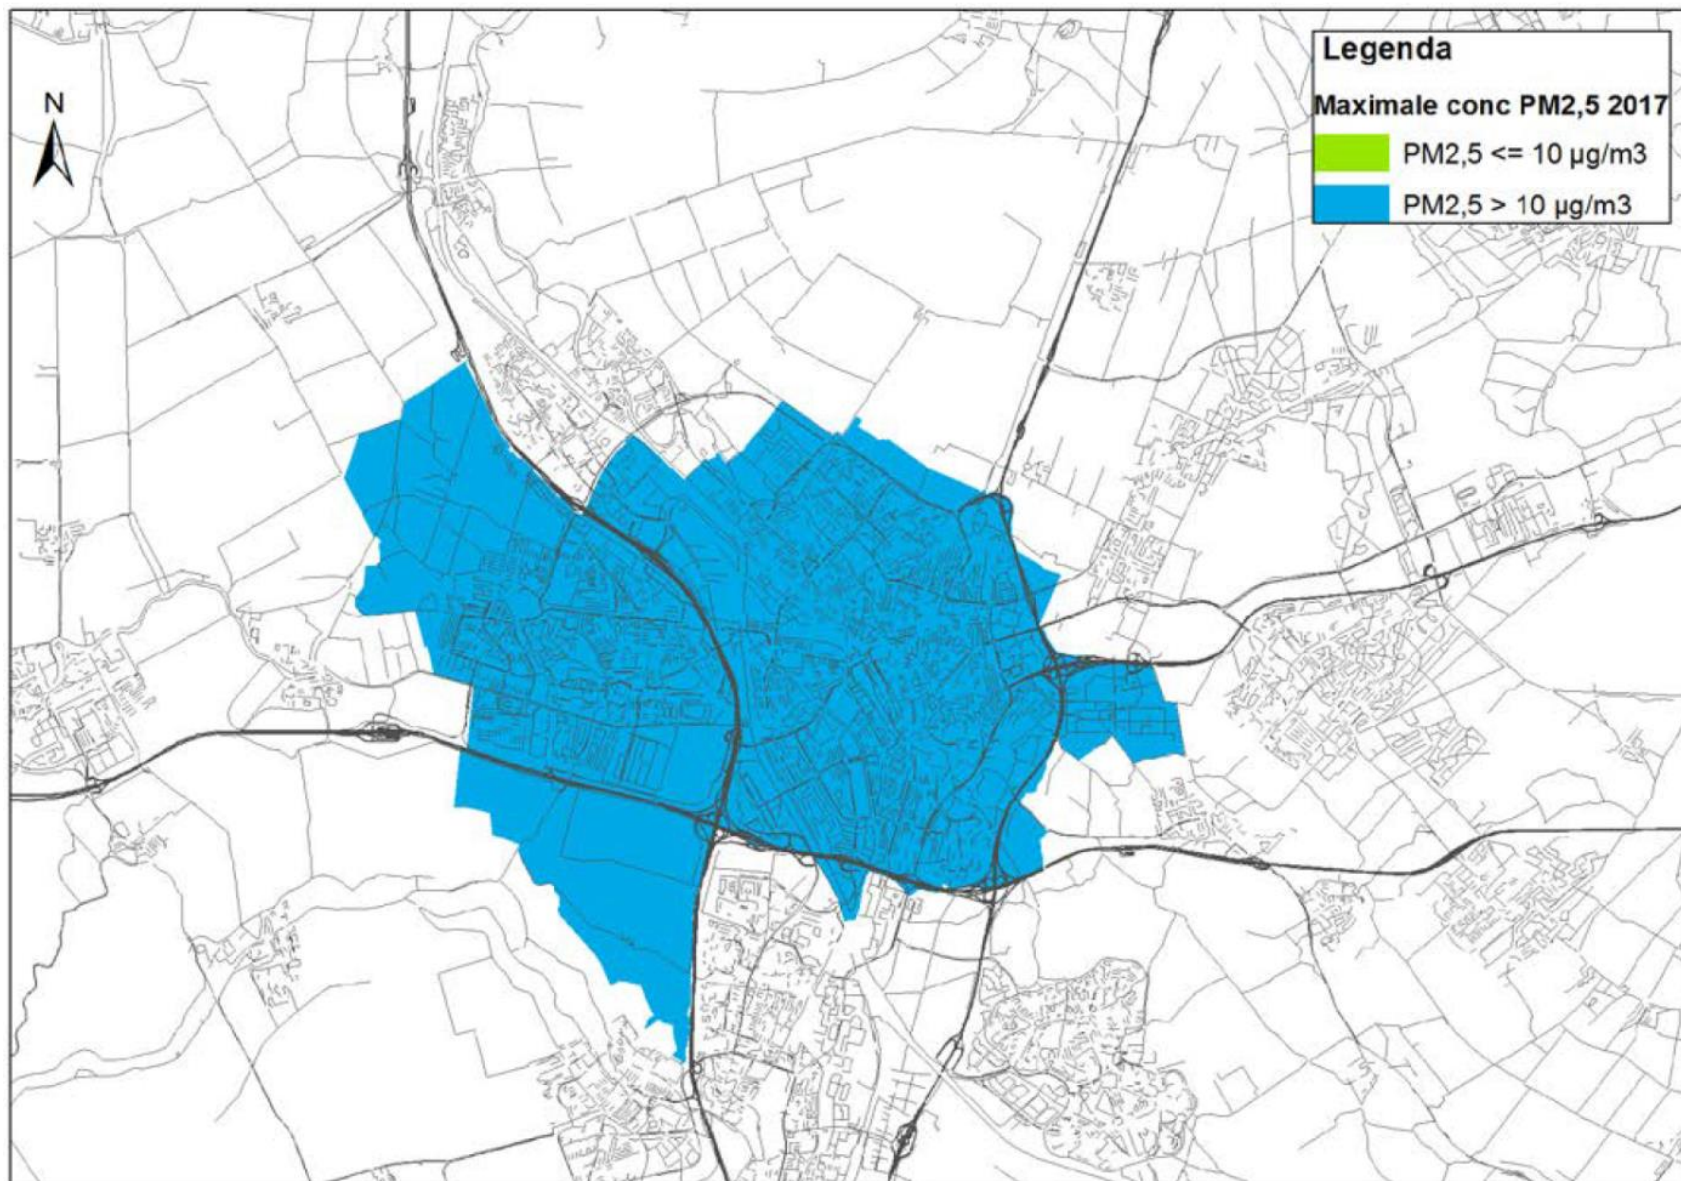 Legenda
N
Maximale conc PM2,5 2017
PM2,5 <= 10 µg/m3
PM2,5 > 10 µg/m3